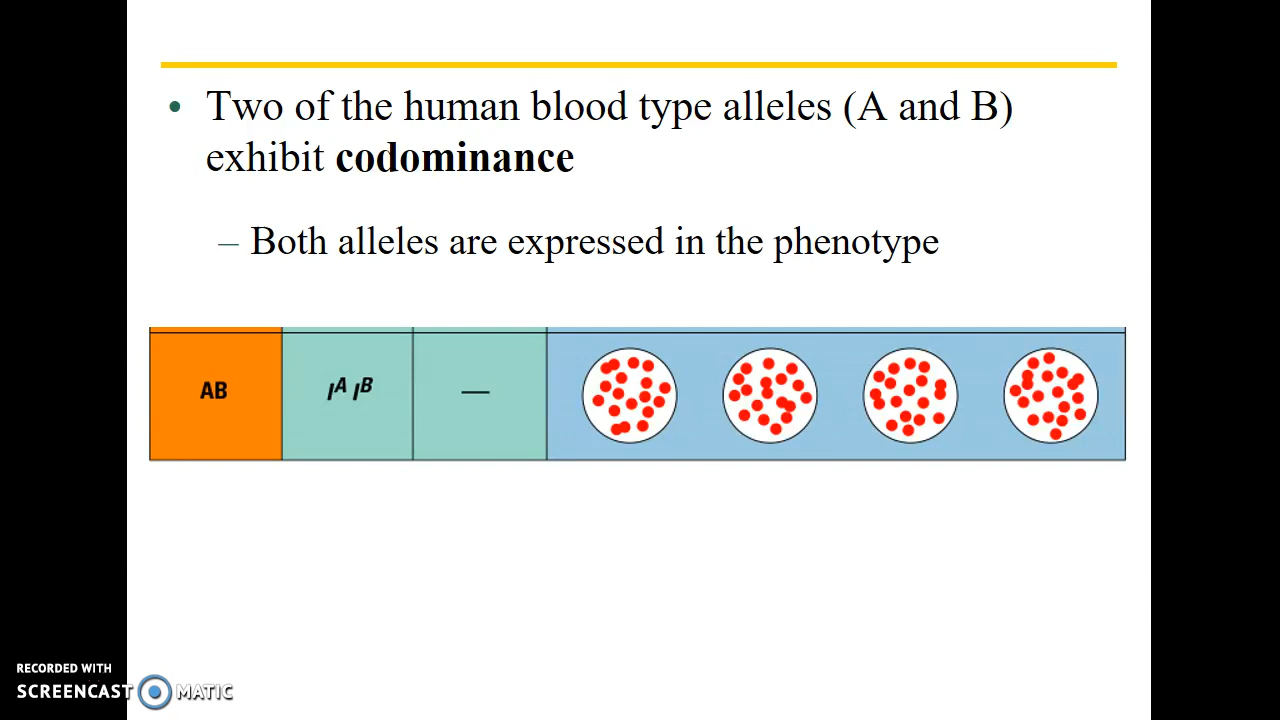 • Two of the human blood type alleles (A and B)
exhibit codominance
– Both alleles are expressed in the phenotype
AB IA IB —
RECORDED WITH
SCREENCAST MATIC